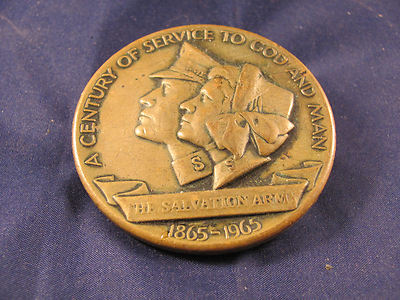 A CENTURY OF SERVICE TO GOD AND MAN
S S
THE SALVATION ARMY
1865-1965